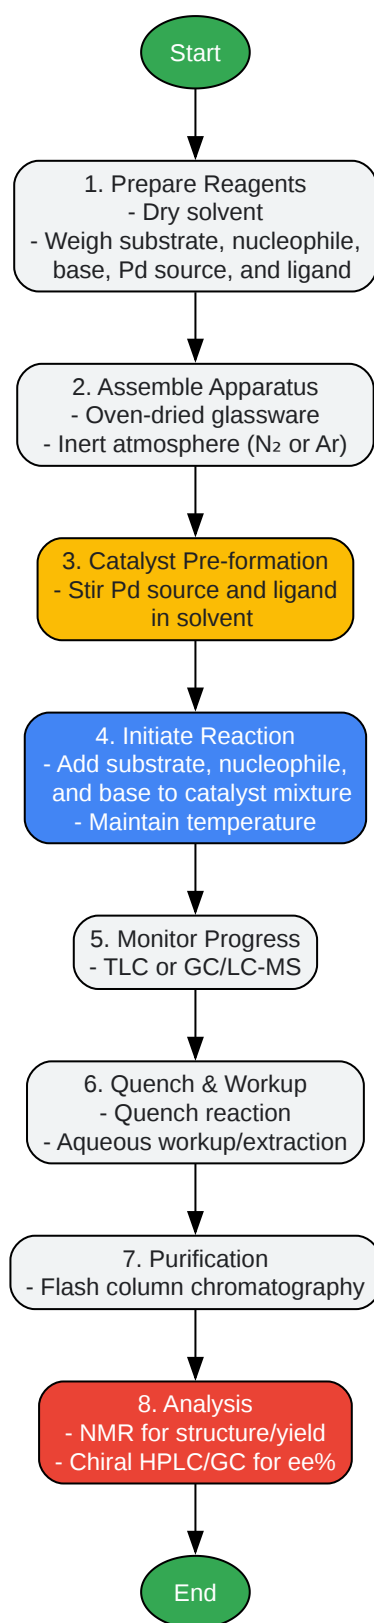 Start
1. Prepare Reagents
- Dry solvent
- Weigh substrate, nucleophile,
base, Pd source, and ligand
2. Assemble Apparatus
- Oven-dried glassware
- Inert atmosphere (N₂ or Ar)
3. Catalyst Pre-formation
- Stir Pd source and ligand
in solvent
4. Initiate Reaction
- Add substrate, nucleophile,
and base to catalyst mixture
- Maintain temperature
5. Monitor Progress
- TLC or GC/LC-MS
6. Quench & Workup
- Quench reaction
- Aqueous workup/extraction
7. Purification
- Flash column chromatography
8. Analysis
- NMR for structure/yield
- Chiral HPLC/GC for ee%
End